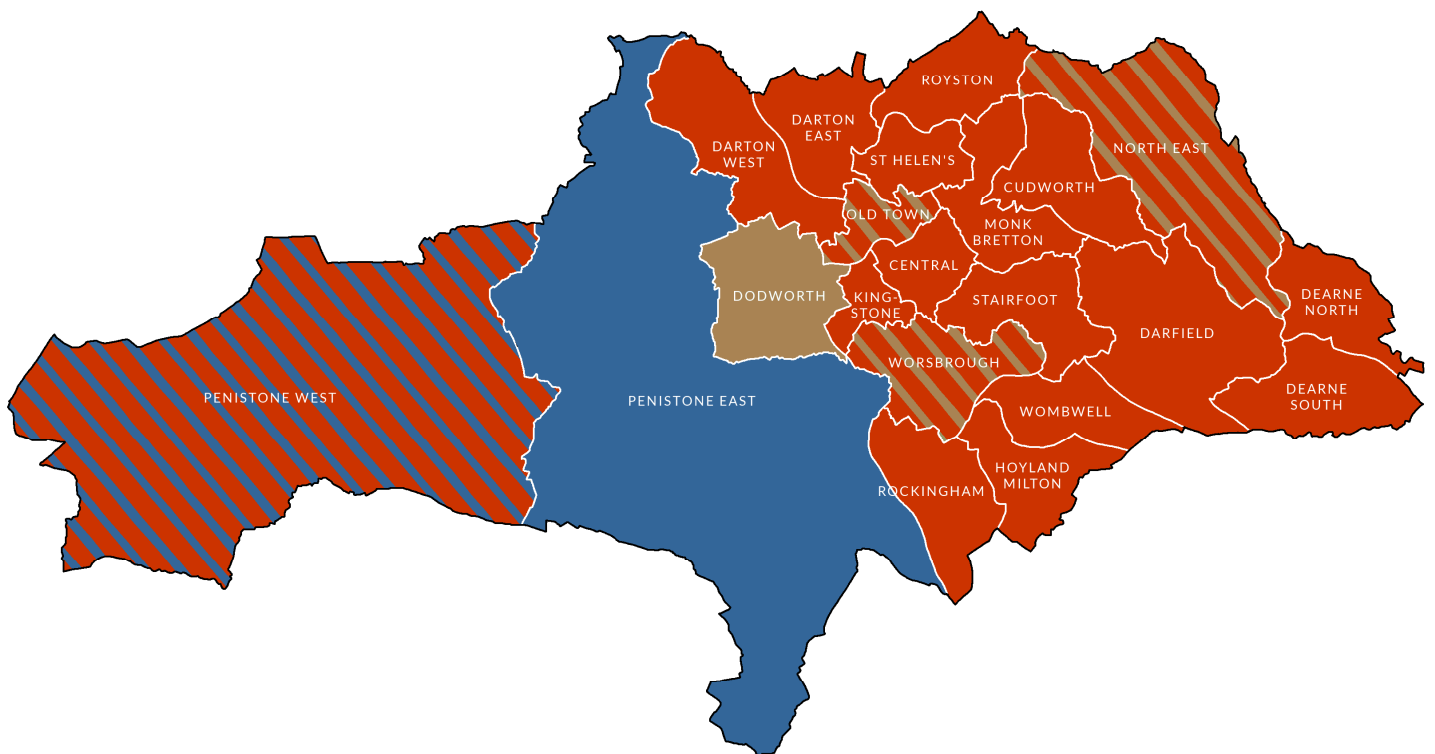 ROYSTON
DARTON
EAST
DARTON
WEST
ST HELEN'S
NORTH EAST
CUDWORTH
OLD TOWN
MONK
BRETTON
CENTRAL
DODWORTH
KING-
STONE
STAIRFOOT
DEARNE
NORTH
DARFIELD
WORSBROUGH
PENISTONE WEST
PENISTONE EAST
DEARNE
SOUTH
WOMBWELL
HOYLAND
MILTON
ROCKINGHAM